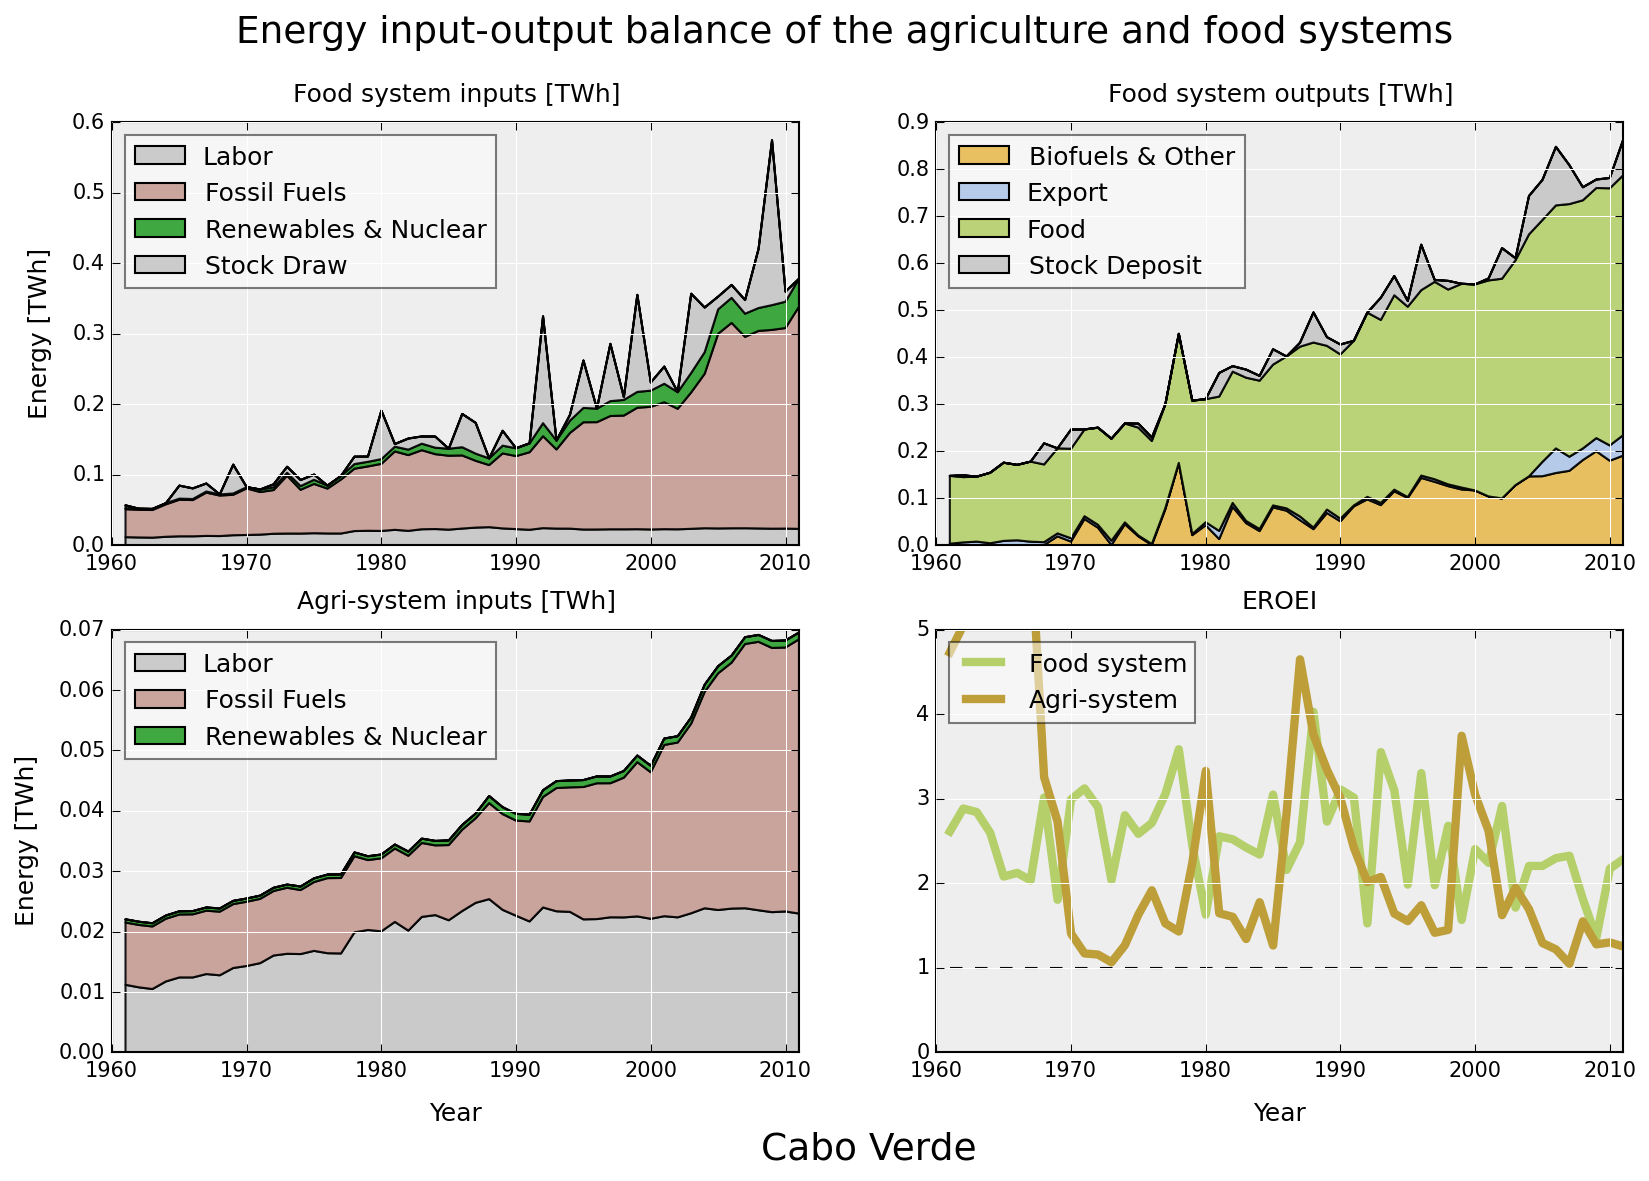 Energy input-output balance of the agriculture and food systems
Food system inputs [TWh]
Energy [TWh]
0.6
0.5
0.4
0.3
0.2
0.1
0.0
Labor
Fossil Fuels
Renewables & Nuclear
Stock Draw
1960 1970 1980 1990 2000 2010
Food system outputs [TWh]
0.9
0.8
0.7
0.6
0.5
0.4
0.3
0.2
0.1
0.0
Biofuels & Other
Export
Food
Stock Deposit
1960 1970 1980 1990 2000 2010
Agri-system inputs [TWh]
Energy [TWh]
0.07
0.06
0.05
0.04
0.03
0.02
0.01
0.00
Labor
Fossil Fuels
Renewables & Nuclear
1960 1970 1980 1990 2000 2010
Year
EROEI
5
4
3
2
1
0
Food system
Agri-system
1960 1970 1980 1990 2000 2010
Year
Cabo Verde